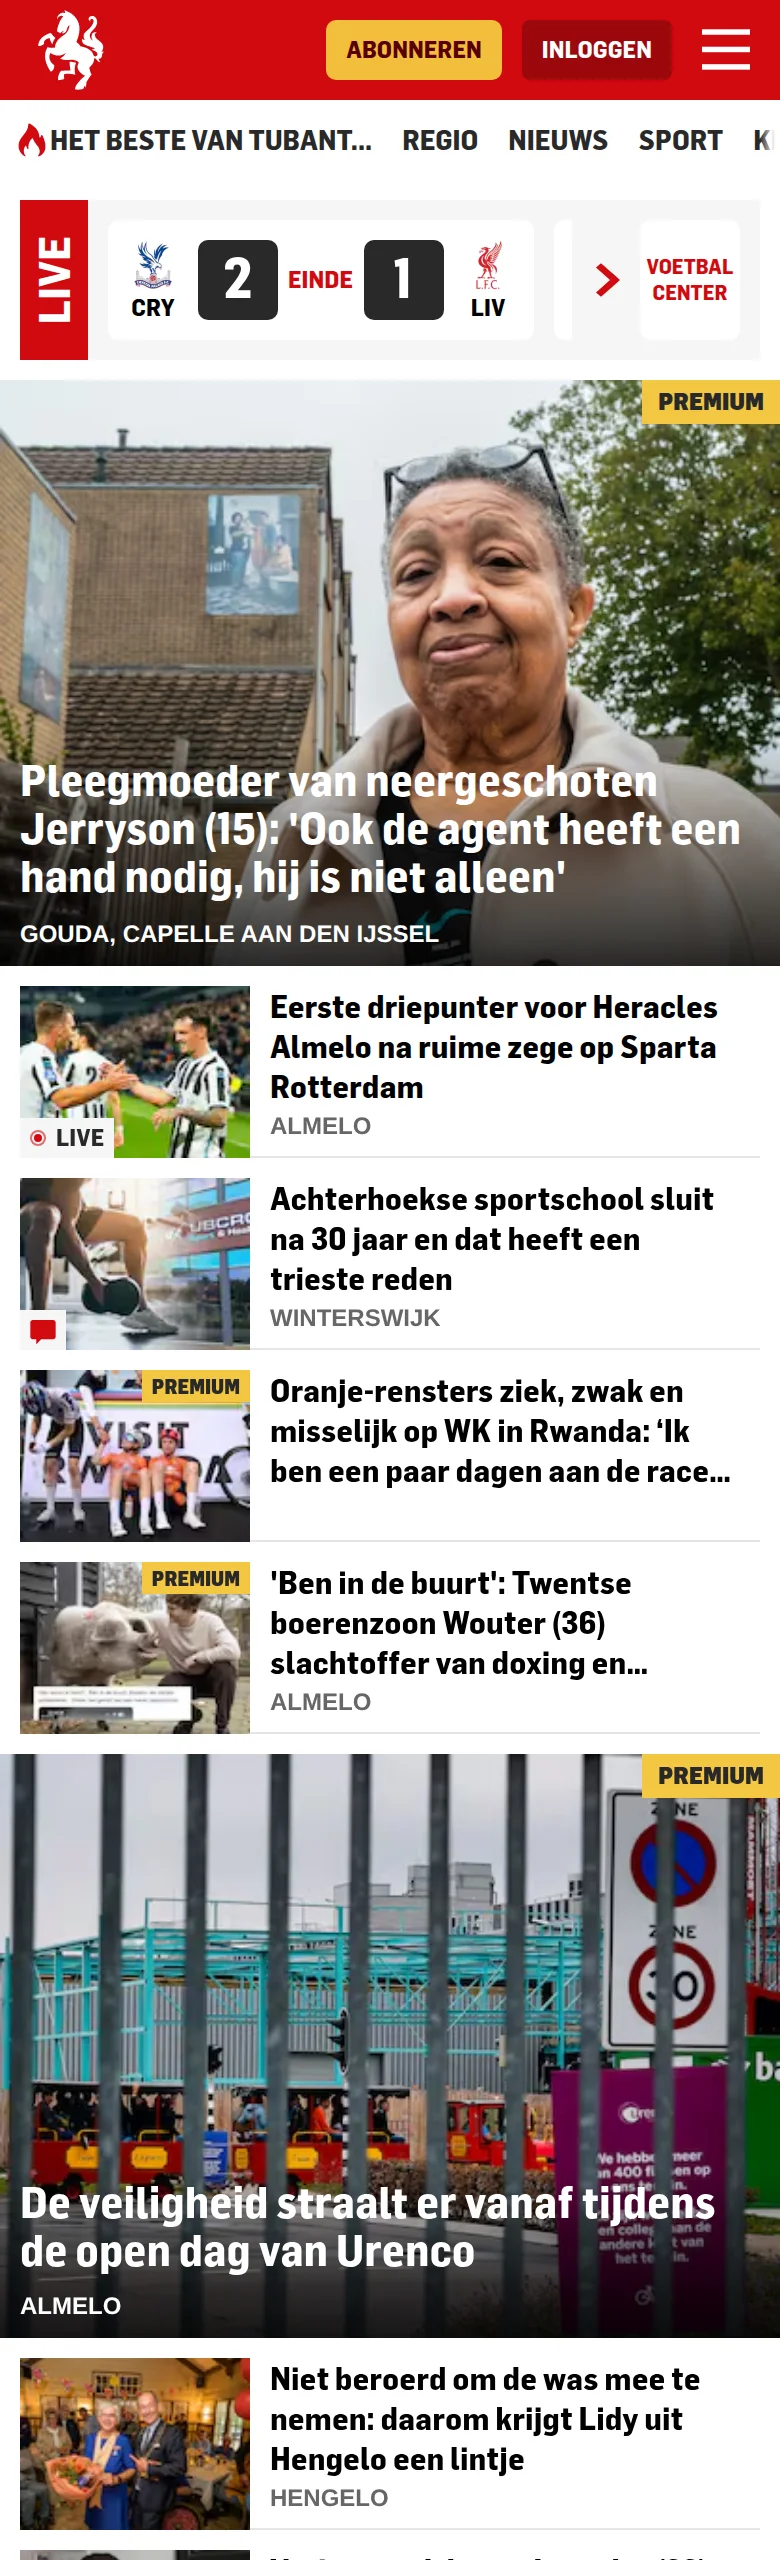 ABONNEREN
INLOGGEN
HET BESTE VAN TUBANT...
REGIO
NIEUWS
SPORT
LIVE
CRY
2
EINDE
1
L.F.C.
LIV
VOETBAL
CENTER
PREMIUM
Pleegmoeder van neergeschoten
Jerryson (15): 'Ook de agent heeft een
hand nodig, hij is niet alleen'
GOUDA, CAPELLE AAN DEN IJSSEL
Eerste driepunter voor Heracles
Almelo na ruime zege op Sparta
Rotterdam
ALMELO
LIVE
Achterhoekse sportschool sluit
na 30 jaar en dat heeft een
trieste reden
WINTERSWIJK
PREMIUM
VISIT
Oranje-rensters ziek, zwak en
misselijk op WK in Rwanda: ‘Ik
ben een paar dagen aan de race...
PREMIUM
'Ben in de buurt': Twentse
boerenzoon Wouter (36)
slachtoffer van doxing en...
ALMELO
PREMIUM
ZONE
ZONE
30
De veiligheid straalt er vanaf tijdens
de open dag van Urenco
ALMELO
Niet beroerd om de was mee te
nemen: daarom krijgt Lidy uit
Hengelo een lintje
HENGELO